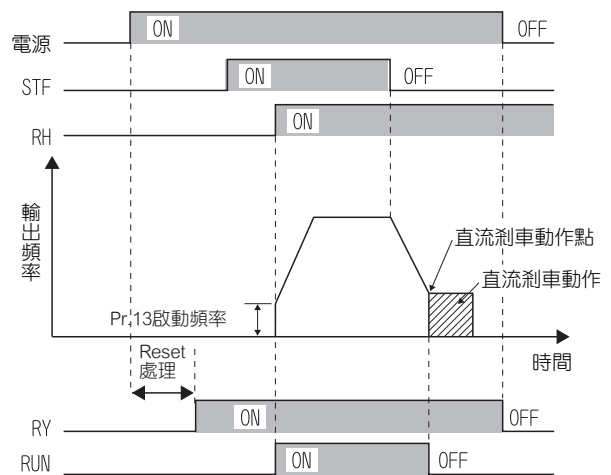 電源
ON
OFF
STF
ON
OFF
RH
ON
輸出頻率
直流剎車動作點
直流剎車動作
Pr.13啟動頻率
時間
Reset
處理
RY
ON
OFF
RUN
ON
OFF